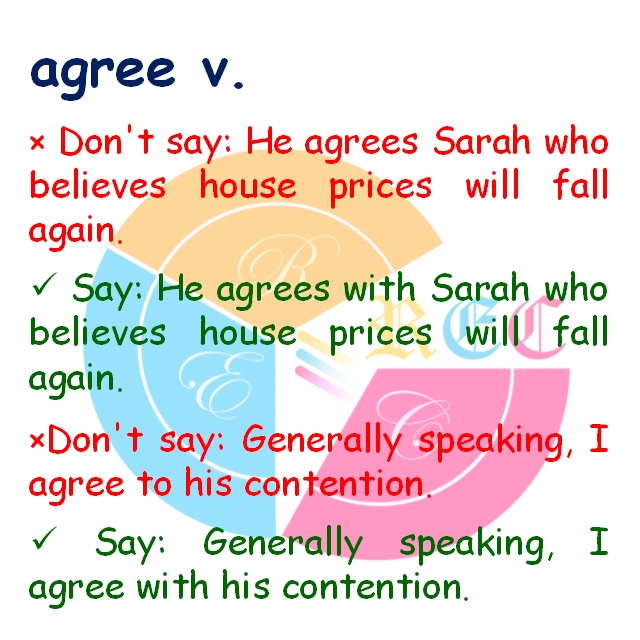 agree v.
× Don't say: He agrees Sarah who
believes house prices will fall
again.
✓ Say: He agrees with Sarah who
believes house prices will fall
again.
×Don't say: Generally speaking, I
agree to his contention.
✓ Say: Generally speaking, I
agree with his contention.
R
E
C
REC